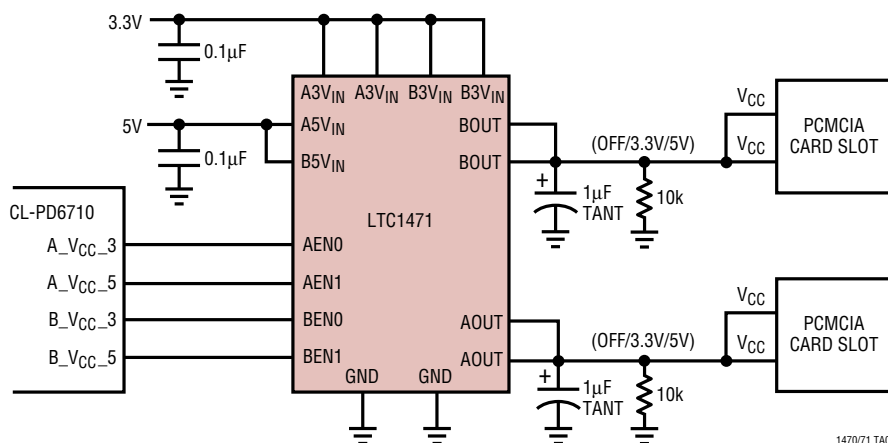 3.3V
0.1µF
A3VIN A3VIN B3VIN B3VIN
5V
0.1µF
A5VIN
B5VIN
BOUT
BOUT
(OFF/3.3V/5V)
VCC
VCC
PCMCIA
CARD SLOT
+
1µF
TANT
10k
CL-PD6710
LTC1471
A_VCC_3
A_VCC_5
B_VCC_3
B_VCC_5
AEN0
AEN1
BEN0
BEN1
GND GND
AOUT
AOUT
(OFF/3.3V/5V)
VCC
VCC
PCMCIA
CARD SLOT
+
1µF
TANT
10k